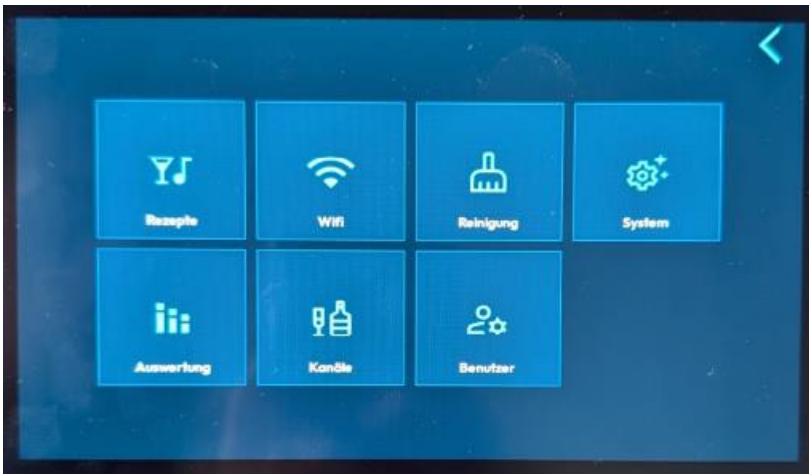 Rezepte
Wifi
Reinigung
System
Auswertung
Kanäle
Benutzer